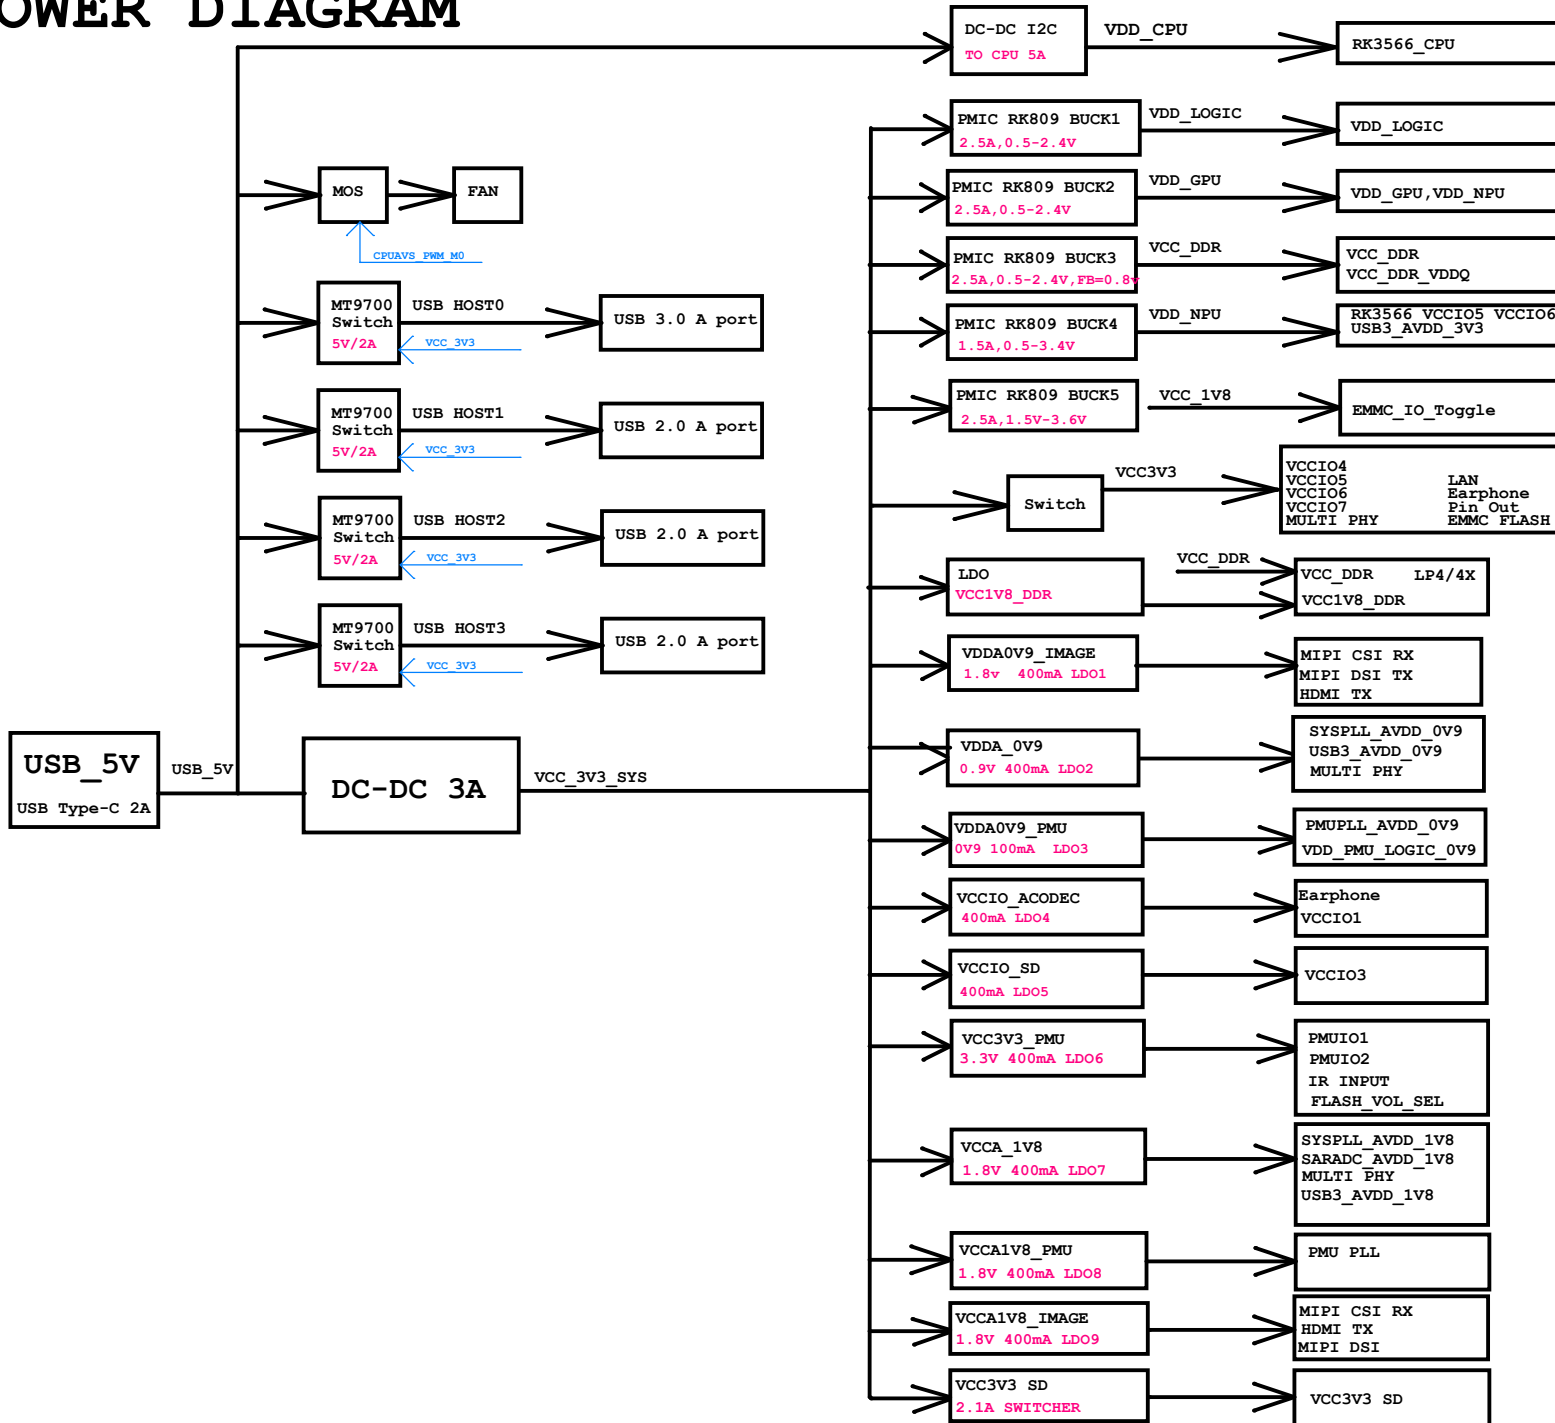 OWER DIAGRAM
DC-DC I2C
TO CPU 5A
VDD_CPU
RK3566_CPU
PMIC RK809 BUCK1
2.5A,0.5-2.4V
VDD_LOGIC
VDD_LOGIC
MOS
FAN
CPUAVS_PWM_M0
PMIC RK809 BUCK2
2.5A,0.5-2.4V
VDD_GPU
VDD_GPU,VDD_NPU
PMIC RK809 BUCK3
2.5A,0.5-2.4V,FB=0.8v
VCC_DDR
VCC_DDR
VCC_DDR_VDDQ
MT9700
Switch
5V/2A
USB HOST0
VCC_3V3
USB 3.0 A port
PMIC RK809 BUCK4
1.5A,0.5-3.4V
VDD_NPU
RK3566 VCCIO5 VCCIO6
USB3_AVDD_3V3
MT9700
Switch
5V/2A
USB HOST1
VCC_3V3
USB 2.0 A port
PMIC RK809 BUCK5
2.5A,1.5V-3.6V
VCC_1V8
EMMC_IO_Toggle
Switch
VCC3V3
VCCIO4
VCCIO5 LAN
VCCIO6 Earphone
VCCIO7 Pin Out
MULTI PHY EMMC FLASH
MT9700
Switch
5V/2A
USB HOST2
VCC_3V3
USB 2.0 A port
LDO
VCC1V8_DDR
VCC_DDR
VCC_DDR LP4/4X
VCC1V8_DDR
MT9700
Switch
5V/2A
USB HOST3
VCC_3V3
USB 2.0 A port
VDDA0V9_IMAGE
1.8v 400mA LDO1
MIPI CSI RX
MIPI DSI TX
HDMI TX
USB_5V
USB Type-C 2A
USB_5V
DC-DC 3A
VCC_3V3_SYS
VDDA_0V9
0.9V 400mA LDO2
SYSPLL_AVDD_0V9
USB3_AVDD_0V9
MULTI PHY
VDDA0V9_PMU
0V9 100mA LDO3
PMUPLL_AVDD_0V9
VDD_PMU_LOGIC_0V9
VCCIO_ACODEC
400mA LDO4
Earphone
VCCIO1
VCCIO_SD
400mA LDO5
VCCIO3
VCC3V3_PMU
3.3V 400mA LDO6
PMUIO1
PMUIO2
IR INPUT
FLASH_VOL_SEL
VCCA_1V8
1.8V 400mA LDO7
SYSPLL_AVDD_1V8
SARADC_AVDD_1V8
MULTI PHY
USB3_AVDD_1V8
VCCA1V8_PMU
1.8V 400mA LDO8
PMU PLL
VCCA1V8_IMAGE
1.8V 400mA LDO9
MIPI CSI RX
HDMI TX
MIPI DSI
VCC3V3 SD
2.1A SWITCHER
VCC3V3 SD